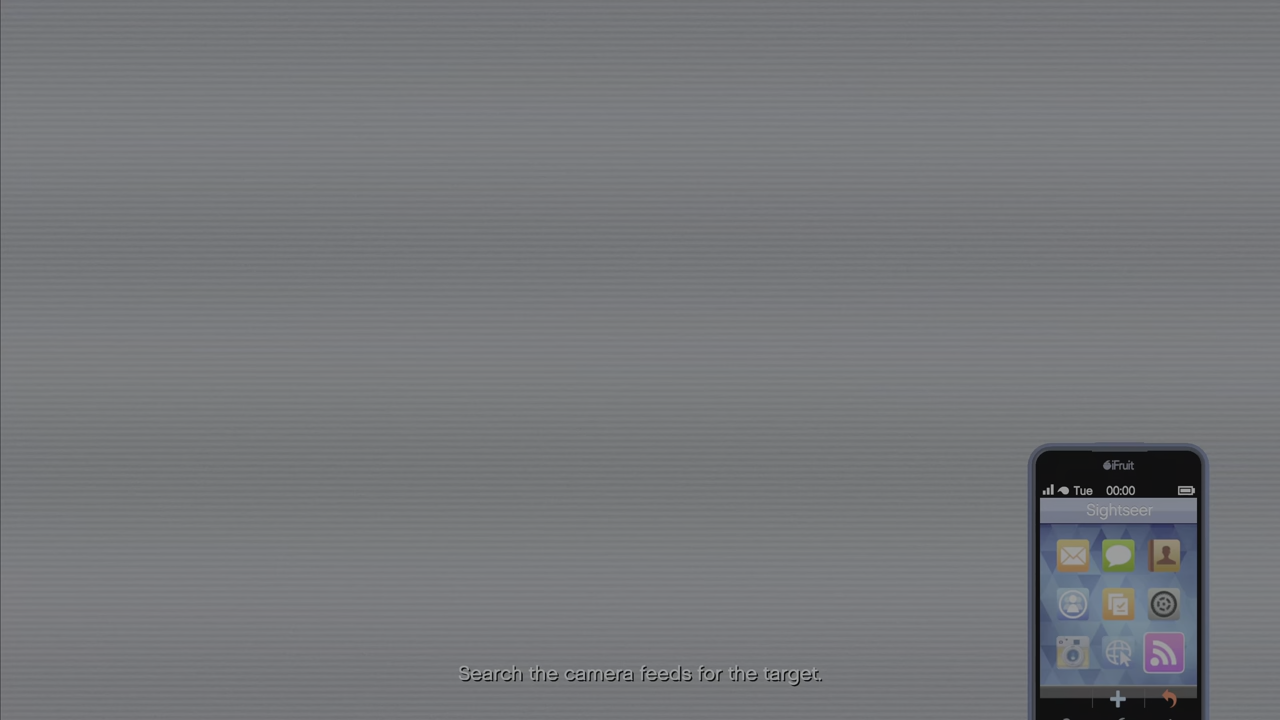 iFruit
Tue 00:00
Sightseer
Search the camera feeds for the target.